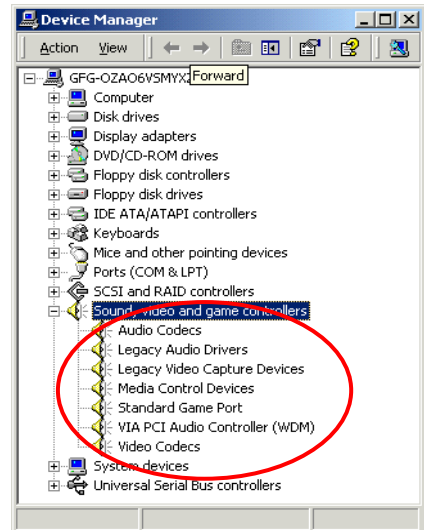 Device Manager
Action View
Forward
GFG-OZAO6VSMYX
Computer
Disk drives
Display adapters
DVD/CD-ROM drives
Floppy disk controllers
Floppy disk drives
IDE ATA/ATAPI controllers
Keyboards
Mice and other pointing devices
Ports (COM & LPT)
SCSI and RAID controllers
Sound, video and game controllers
Audio Codecs
Legacy Audio Drivers
Legacy Video Capture Devices
Media Control Devices
Standard Game Port
VIA PCI Audio Controller (WDM)
Video Codecs
System devices
Universal Serial Bus controllers